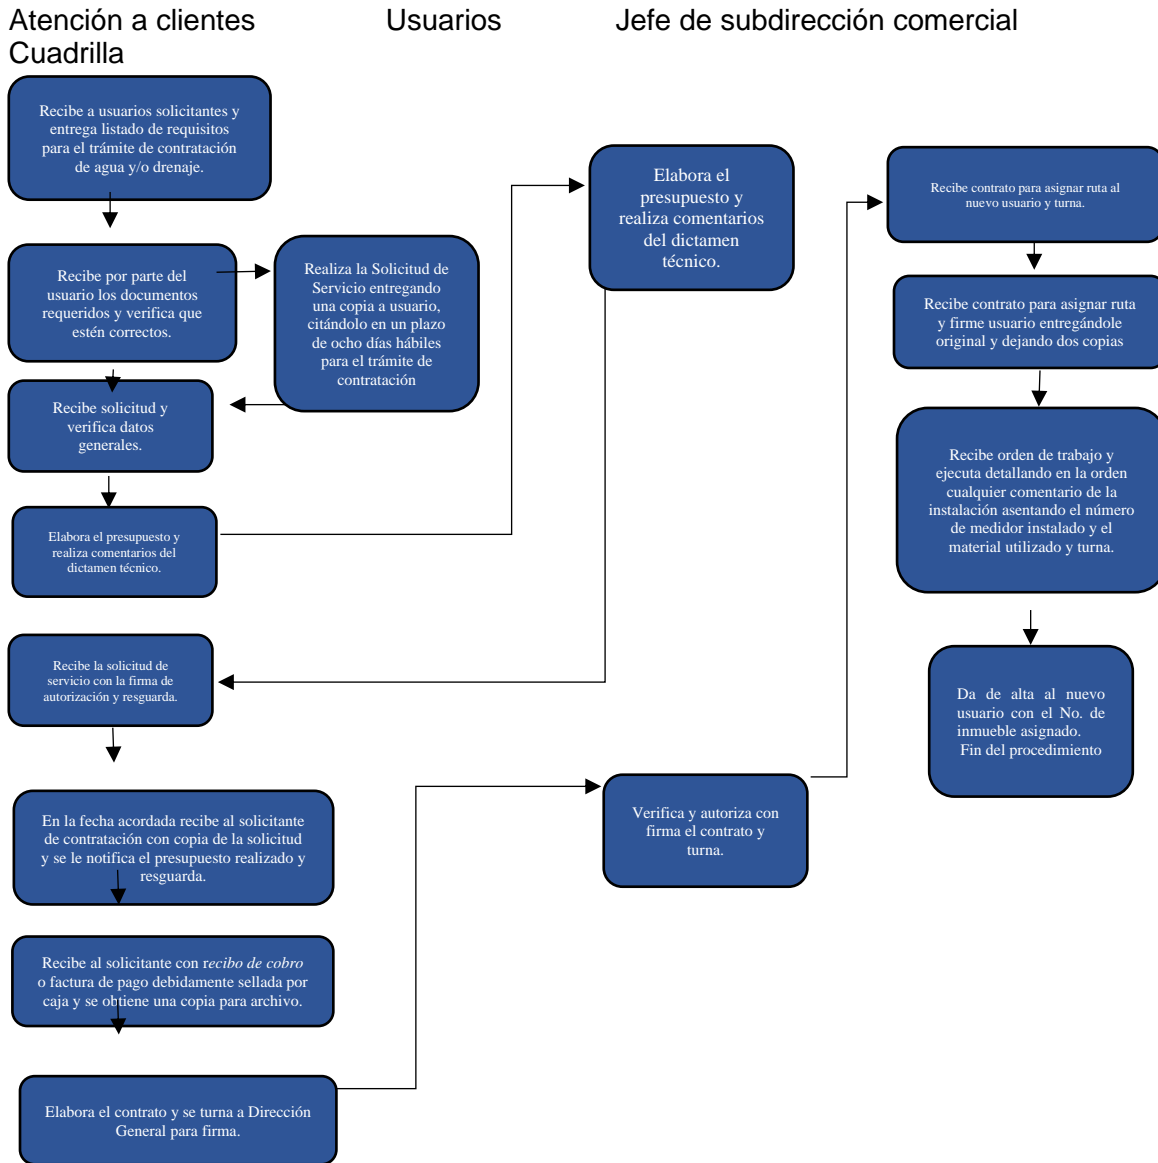 Atención a clientes Usuarios Jefe de subdirección comercial
Cuadrilla
Recibe a usuarios solicitantes y
entrega listado de requisitos
para el trámite de contratación
de agua y/o drenaje.
Recibe por parte del
usuario los documentos
requeridos y verifica que
estén correctos.
Realiza la Solicitud de
Servicio entregando
una copia a usuario,
citándolo en un plazo
de ocho días hábiles
para el trámite de
contratación
Recibe solicitud y
verifica datos
generales.
Elabora el presupuesto y
realiza comentarios del
dictamen técnico.
Elabora el
presupuesto y
realiza comentarios
del dictamen
técnico.
Recibe la solicitud de
servicio con la firma de
autorización y resguarda.
En la fecha acordada recibe al solicitante
de contratación con copia de la solicitud
y se le notifica el presupuesto realizado y
resguarda.
Recibe al solicitante con recibo de cobro
o factura de pago debidamente sellada por
caja y se obtiene una copia para archivo.
Elabora el contrato y se turna a Dirección
General para firma.
Verifica y autoriza con
firma el contrato y
turna.
Recibe contrato para asignar ruta al
nuevo usuario y turna.
Recibe contrato para asignar ruta
y firme usuario entregándole
original y dejando dos copias
Recibe orden de trabajo y
ejecuta detallando en la orden
cualquier comentario de la
instalación asentando el número
de medidor instalado y el
material utilizado y turna.
Da de alta al nuevo
usuario con el No. de
inmueble asignado.
Fin del procedimiento